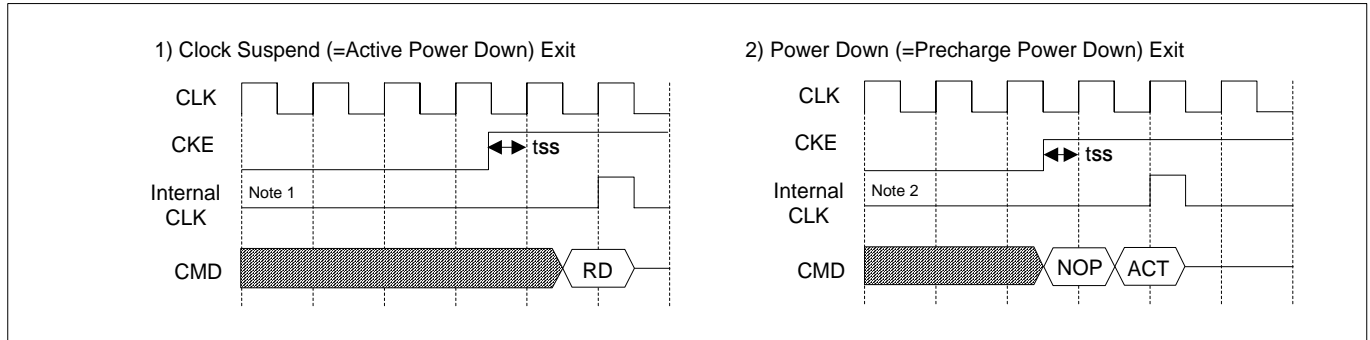 1) Clock Suspend (=Active Power Down) Exit
CLK
CKE
tss
Internal
CLK
Note 1
CMD
RD
2) Power Down (=Precharge Power Down) Exit
CLK
CKE
tss
Internal
CLK
Note 2
CMD
NOP
ACT